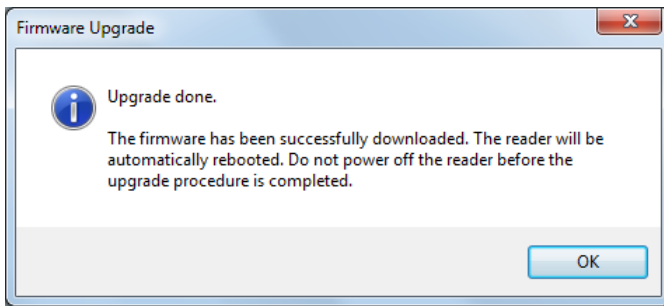 Firmware Upgrade
Upgrade done.
The firmware has been successfully downloaded. The reader will be
automatically rebooted. Do not power off the reader before the
upgrade procedure is completed.
OK